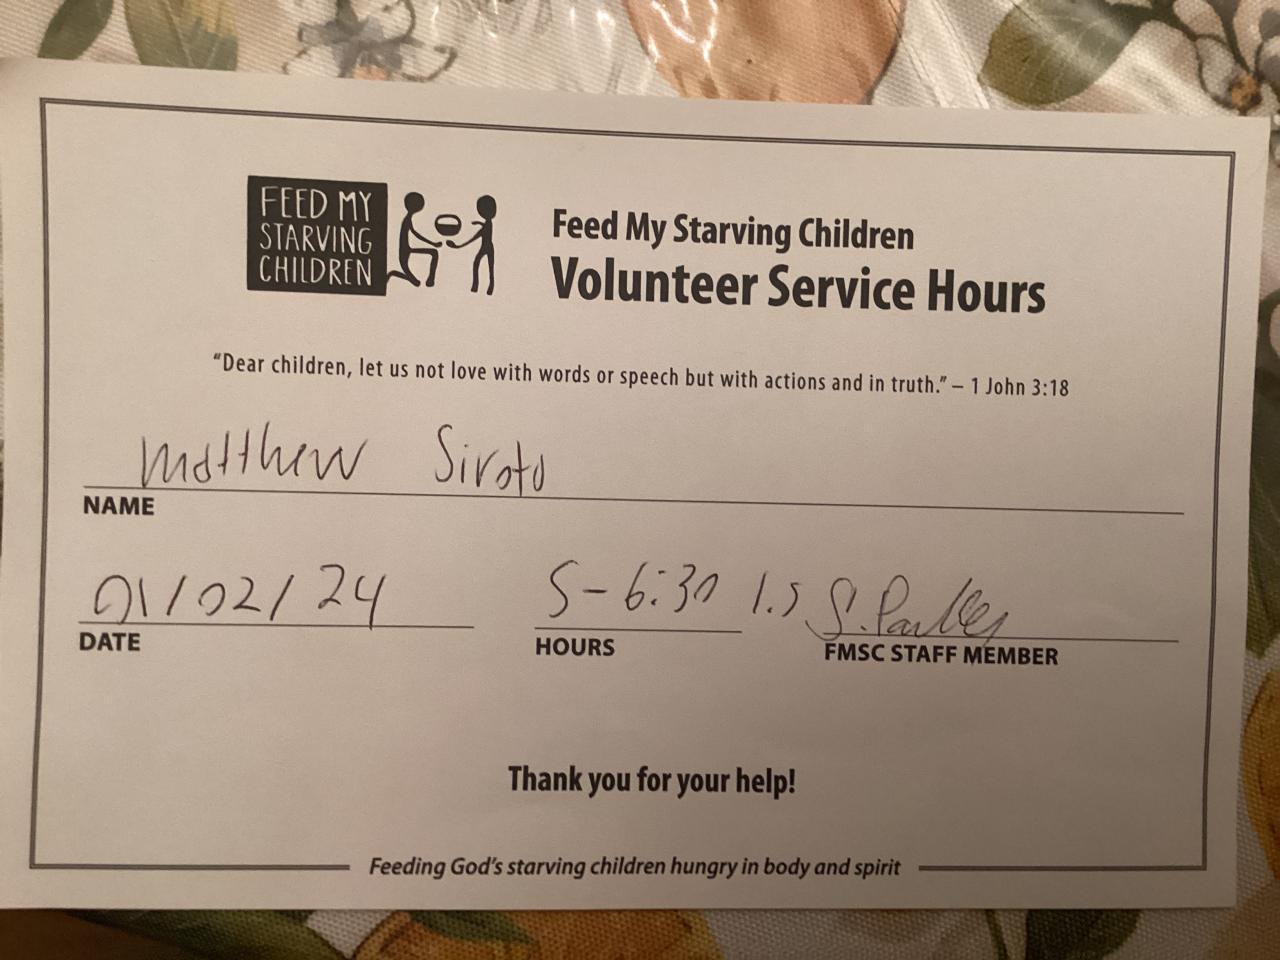 FEED MY
STARVING
CHILDREN
Feed My Starving Children
Volunteer Service Hours
“Dear children, let us not love with words or speech but with actions and in truth.” – 1 John 3:18
Matthew Sirota
NAME
01/02/24 5-6:30 1.5 S. Parlley
DATE HOURS FMSC STAFF MEMBER
Thank you for your help!
Feeding God's starving children hungry in body and spirit